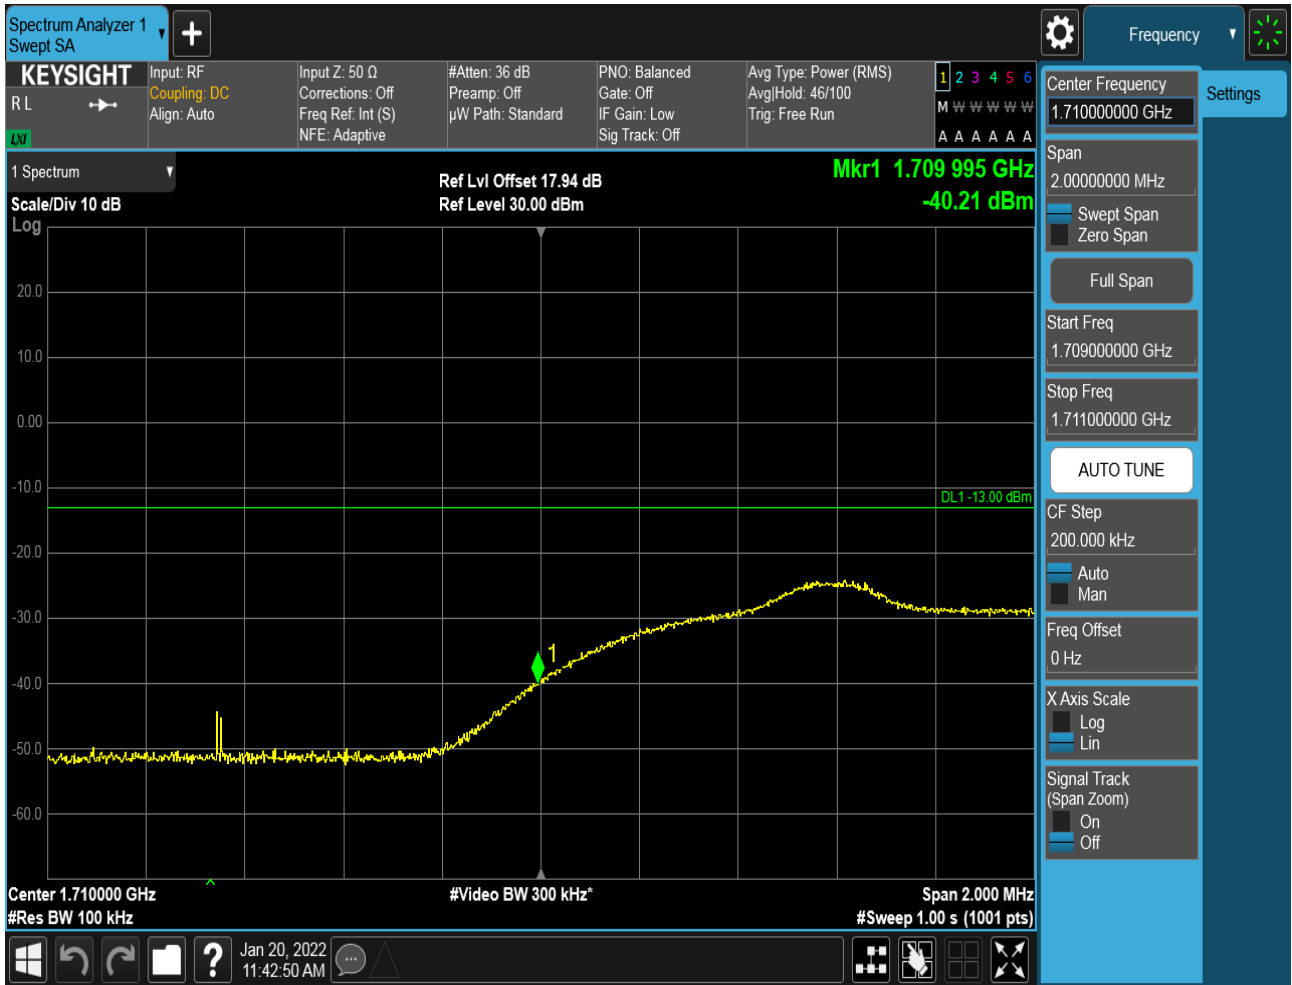 Spectrum Analyzer 1
Swept SA
Frequency
KEYSIGHT
R L
LXI
Input: RF
Coupling: DC
Align: Auto
Input Z: 50 Ω
Corrections: Off
Freq Ref: Int (S)
NFE: Adaptive
#Atten: 36 dB
Preamp: Off
µW Path: Standard
PNO: Balanced
Gate: Off
IF Gain: Low
Sig Track: Off
Avg Type: Power (RMS)
Avg|Hold: 46/100
Trig: Free Run
1 2 3 4 5 6
M W W W W W
A A A A A A
1 Spectrum
Scale/Div 10 dB
Log
Ref Lvl Offset 17.94 dB
Ref Level 30.00 dBm
Mkr1 1.709 995 GHz
-40.21 dBm
20.0
10.0
0.00
-10.0
DL1 -13.00 dBm
-20.0
-30.0
1
-40.0
-50.0
-60.0
Center 1.710000 GHz
#Video BW 300 kHz*
Span 2.000 MHz
#Res BW 100 kHz
#Sweep 1.00 s (1001 pts)
?
Jan 20, 2022
11:42:50 AM
Center Frequency
1.710000000 GHz
Settings
Span
2.00000000 MHz
Swept Span
Zero Span
Full Span
Start Freq
1.709000000 GHz
Stop Freq
1.711000000 GHz
AUTO TUNE
CF Step
200.000 kHz
Auto
Man
Freq Offset
0 Hz
X Axis Scale
Log
Lin
Signal Track
(Span Zoom)
On
Off